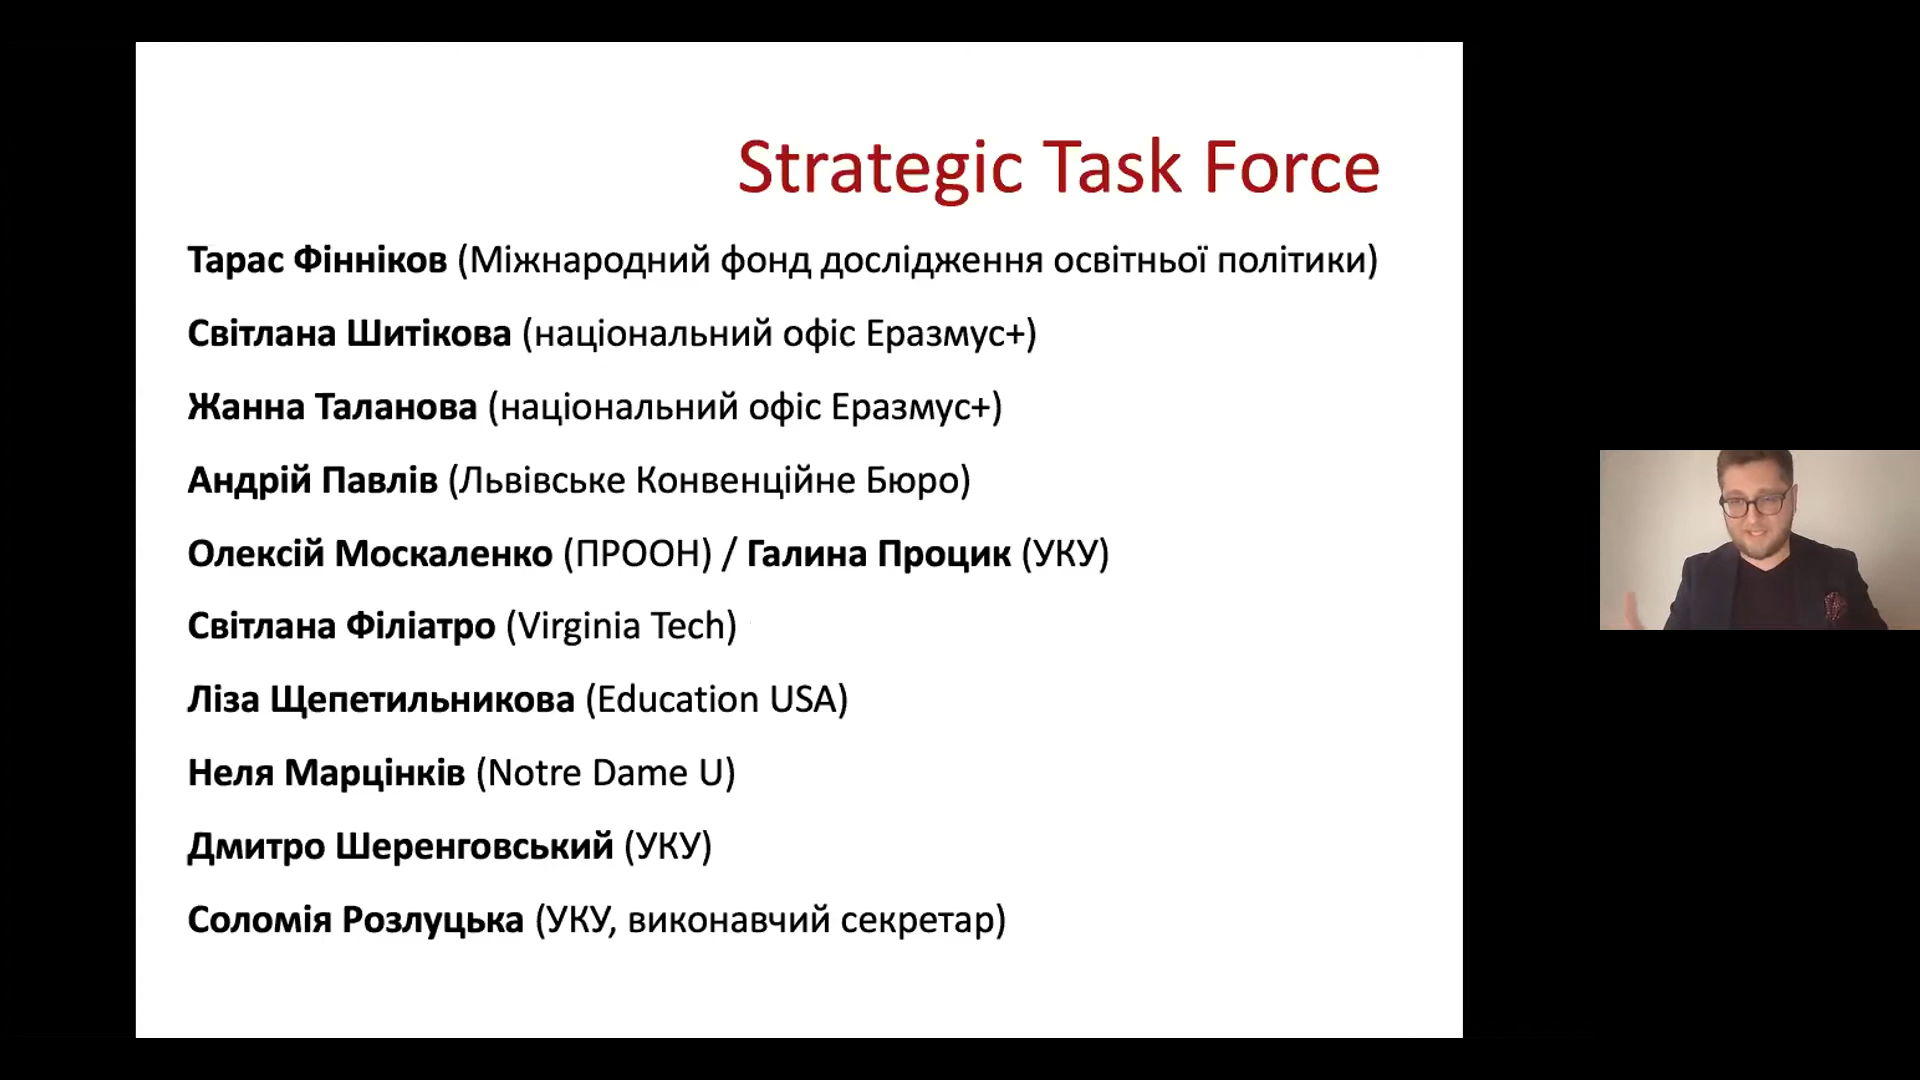 Strategic Task Force
Тарас Фінніков (Міжнародний фонд дослідження освітньої політики)
Світлана Шитікова (національний офіс Еразмус+)
Жанна Таланова (національний офіс Еразмус+)
Андрій Павлів (Львівське Конвенційне Бюро)
Олексій Москаленко (ПРООН) / Галина Процик (УКУ)
Світлана Філіатро (Virginia Tech)
Ліза Щепетильникова (Education USA)
Неля Марцінків (Notre Dame U)
Дмитро Шеренговський (УКУ)
Соломія Розлуцька (УКУ, виконавчий секретар)